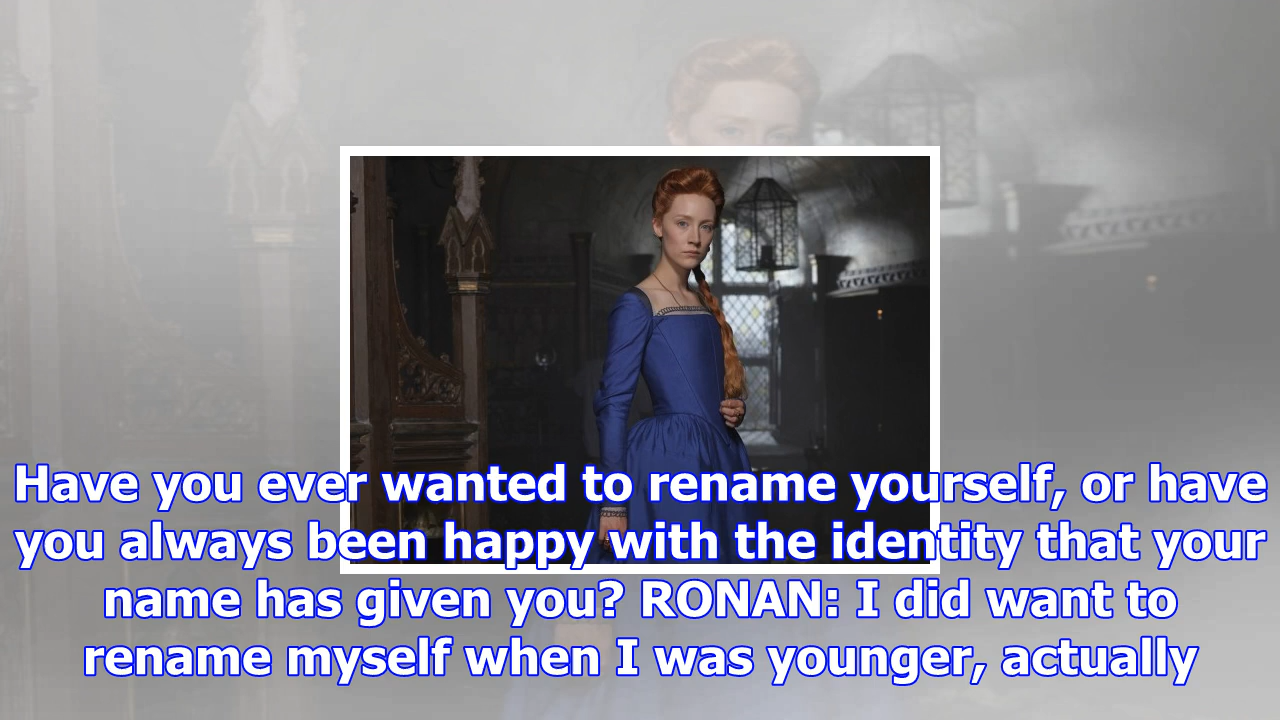 Have you ever wanted to rename yourself, or have
you always been happy with the identity that your
name has given you? RONAN: I did want to
rename myself when I was younger, actually